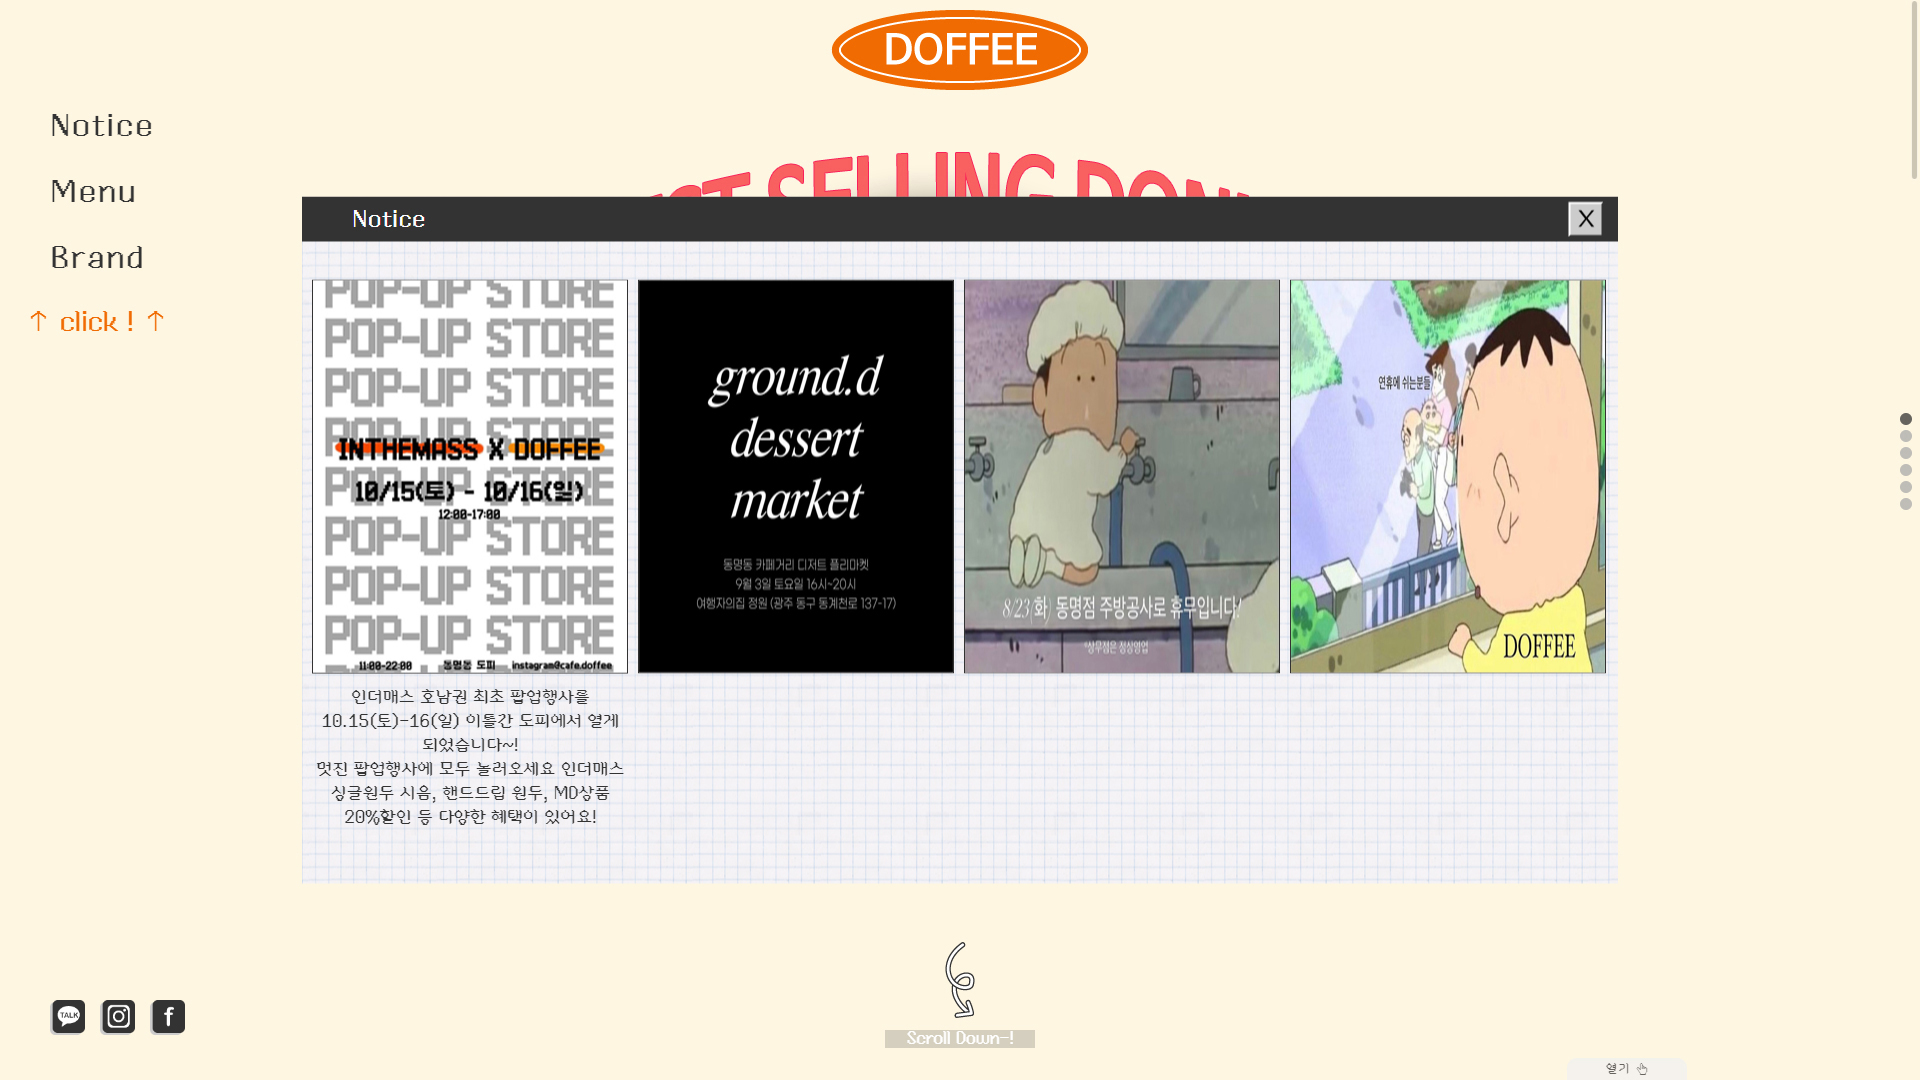 DOFFEE
Notice
Menu
Brand
↑ click ! ↑
SELLING
Notice
X
POP-UP STORE
POP-UP STORE
POP-UP STORE
POP-UP STORE
INTHEMASS X DOFFEE
POP-UP STORE
10/15(토) - 10/16(일)
12:00-17:00
POP-UP STORE
POP-UP STORE
POP-UP STORE
11:00-22:00 동명동 도피 instagram@cafe.doffee
인더매스 호남권 최초 팝업행사를
10.15(토)-16(일) 이틀간 도피에서 열게
되었습니다~!
멋진 팝업행사에 모두 놀러오세요 인더매스
싱글원두 시음, 핸드드립 원두, MD상품
20%할인 등 다양한 혜택이 있어요!
ground.d
dessert
market
동명동 카페거리 디저트 플리마켓
9월 3일 토요일 16시~20시
여행자의집 정원 (광주 동구 동계천로 137-17)
8/23(화) 동명점 주방공사로 휴무입니다!
*상무점은 정상영업
연휴에 쉬는분들
DOFFEE
TALK
f
Scroll Down-!
열기